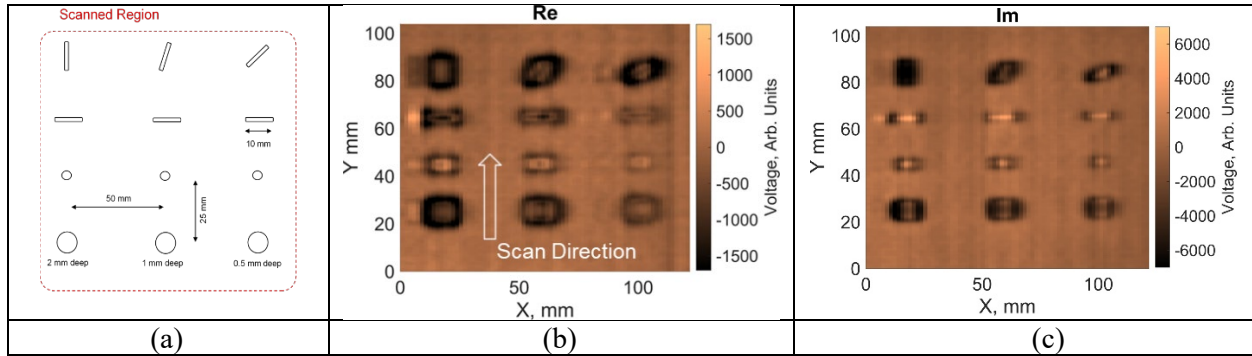 Scanned Region
10 mm
50 mm
25 mm
2 mm deep
1 mm deep
0.5 mm deep
(a)
Re
100
80
60
40
20
0
Y mm
0
50
100
X, mm
Scan Direction
1500
1000
500
0
-500
-1000
-1500
Voltage, Arb. Units
(b)
Im
100
80
60
40
20
0
Y mm
0
50
100
X, mm
6000
4000
2000
0
-2000
-4000
-6000
Voltage, Arb. Units
(c)